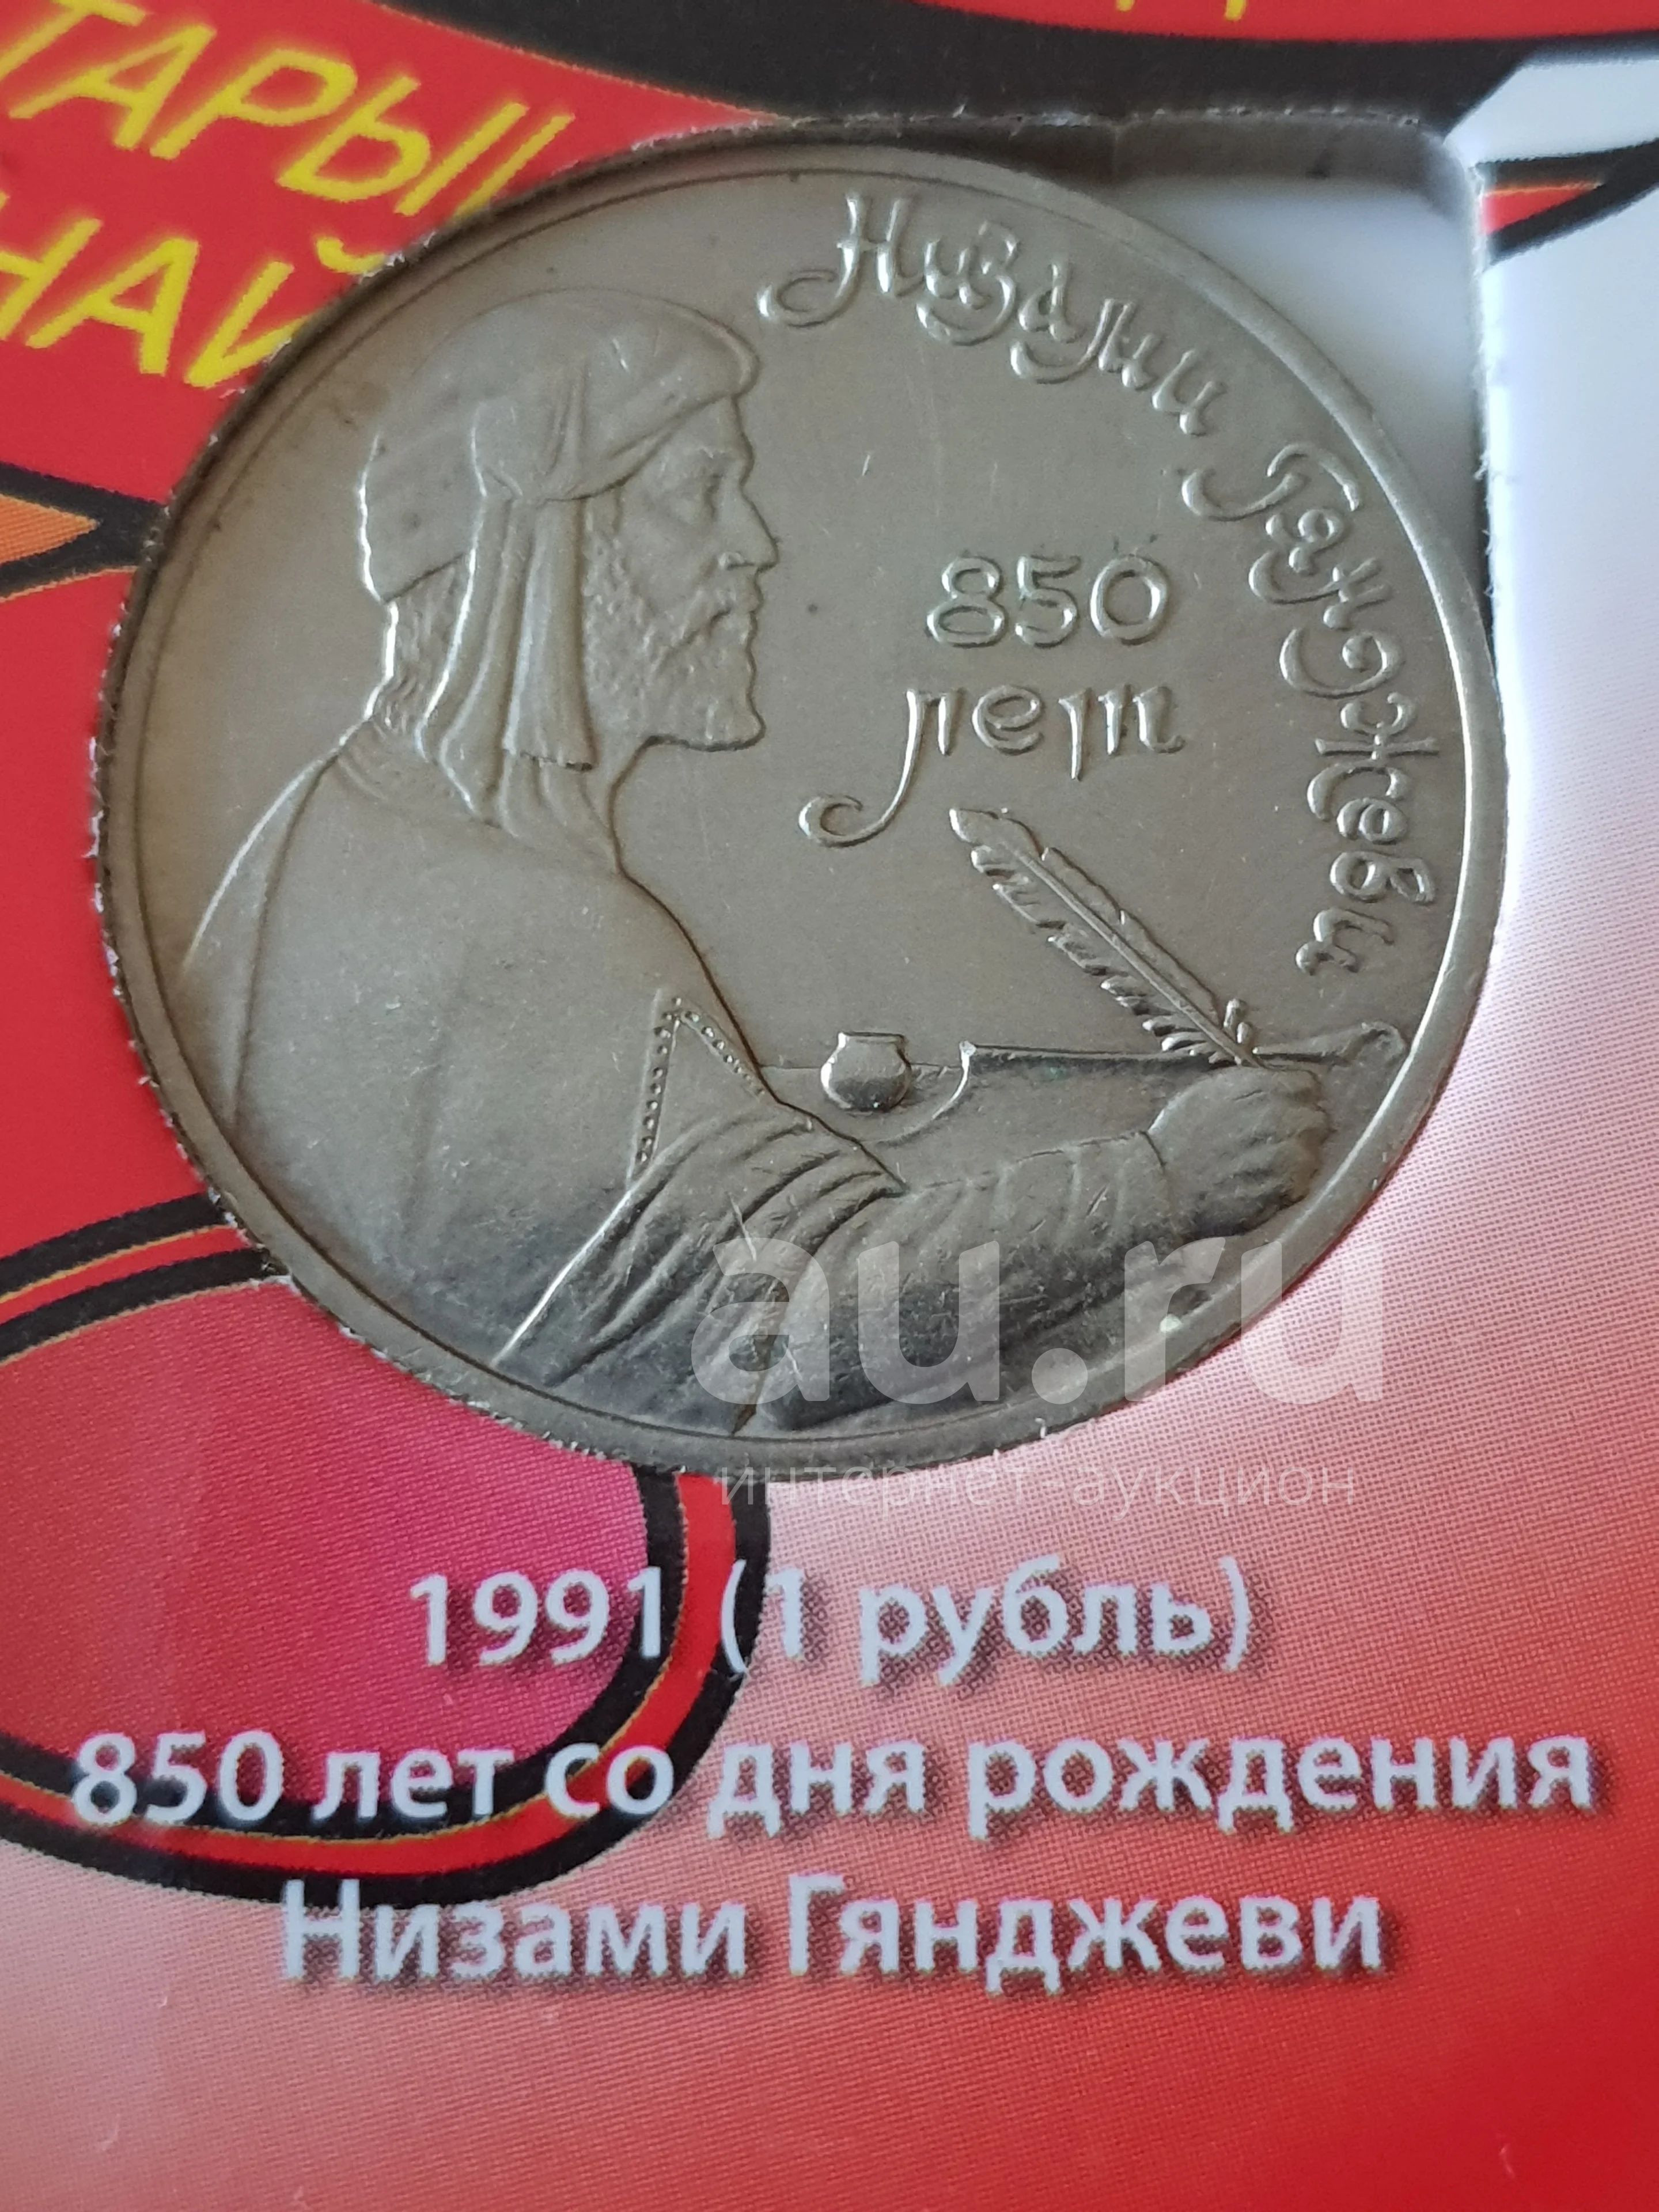 Низами Гянджеви
850
лет
au.ru
интернет-аукцион
1991 (1 рубль)
850 лет со дня рождения
Низами Гянджеви